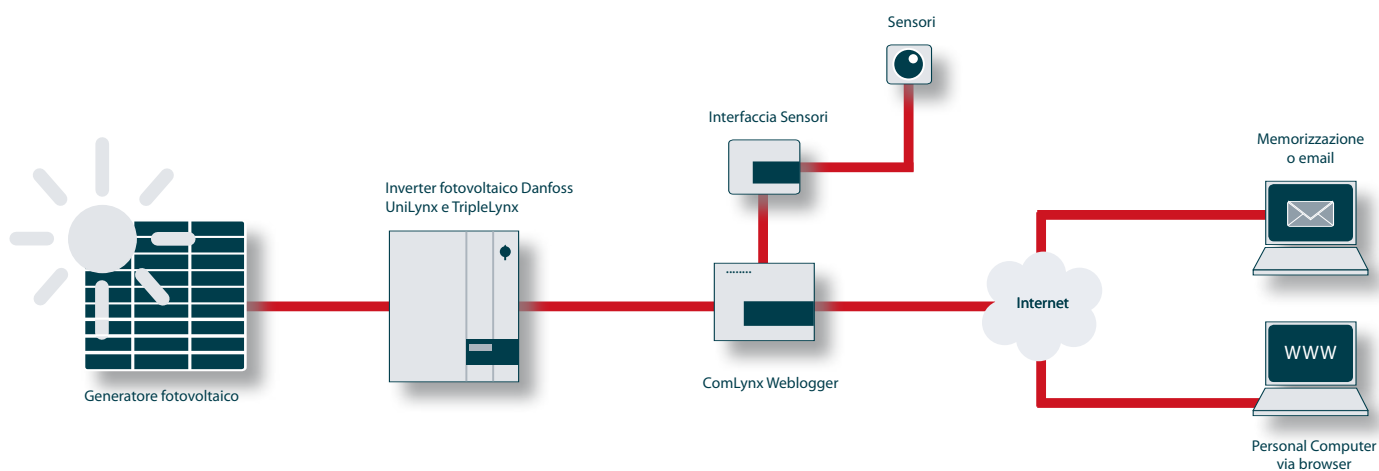 Sensori
Interfaccia Sensori
Memorizzazione
o email
Inverter fotovoltaico Danfoss
UniLynx e TripleLynx
Internet
WWW
ComLynx Weblogger
Generatore fotovoltaico
Personal Computer
via browser